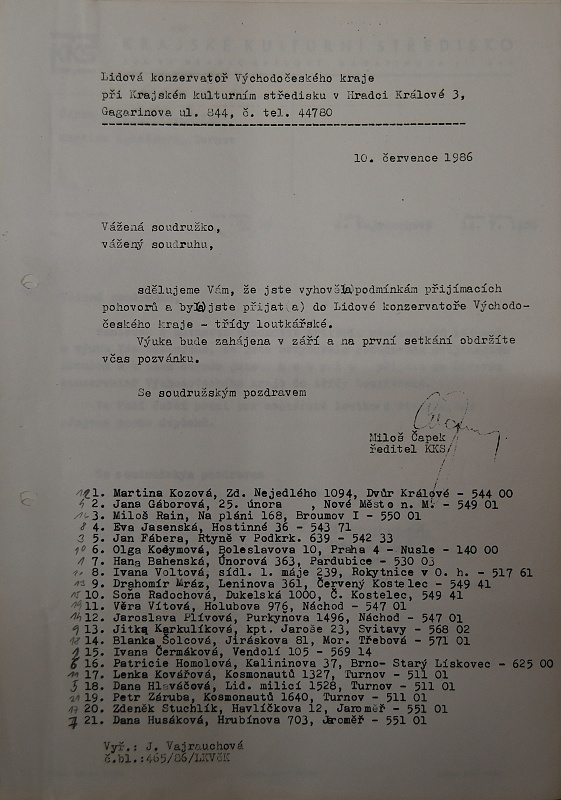 KRAJSKÉ KULTURNÍ STŘEDISKO
Lidová konzervatoř Východočeského kraje
při Krajském kulturním středisku v Hradci Králové 3,
Gagarinova ul. 844, č. tel. 44780
10. července 1986
Vážená soudružko,
vážený soudruhu,
sdělujeme Vám, že jste vyhověl(a) podmínkám přijímacích
pohovorů a byl(a) jste přijat(a) do Lidové konzervatoře Východo-
českého kraje - třídy loutkářské.
Výuka bude zahájena v září a na první setkání obdržíte
včas pozvánku.
Se soudružským pozdravem
Miloš Čapek
ředitel KKS
1. Martina Kozová, Zd. Nejedlého 1094, Dvůr Králové - 544 00
2. Jana Gáborová, 25. února , Nové Město n. M. - 549 01
3. Miloš Rain, Na pláni 168, Broumov I - 550 01
4. Eva Jasenská, Hostinné 36 - 543 71
5. Jan Fábera, Rtyně v Podkrk. 639 - 542 33
6. Olga Kodymová, Boleslavova 10, Praha 4 - Nusle - 140 00
7. Hana Bahenská, Únorová 363, Pardubice - 530 03
8. Ivana Voltová, sídl. 1. máje 239, Rokytnice v O. h. - 517 61
9. Drahomír Mráz, Leninova 361, Červený Kostelec - 549 41
10. Soňa Radochová, Dukelská 1000, Č. Kostelec, 549 41
11. Věra Vítová, Holubova 976, Náchod - 547 01
12. Jaroslava Plívová, Purkyňova 1496, Náchod - 547 01
13. Jitka Karkulíková, kpt. Jaroše 23, Svitavy - 568 02
14. Blanka Šolcová, Jiráskova 81, Mor. Třebová - 571 01
15. Ivana Čermáková, Vendolí 105 - 569 14
16. Patricie Homolová, Kalininova 37, Brno- Starý Lískovec - 625 00
17. Lenka Kovářová, Kosmonautů 1327, Turnov - 511 01
18. Dana Hlaváčová, Lid. milicí 1528, Turnov - 511 01
19. Petr Záruba, Kosmonautů 1640, Turnov - 511 01
20. Zdeněk Stuchlík, Havlíčkova 12, Jaroměř - 551 01
21. Dana Husáková, Hrubínova 703, Jaroměř - 551 01
Vyř.: J. Vajrauchová
č.bl.:465/86/LKVČK